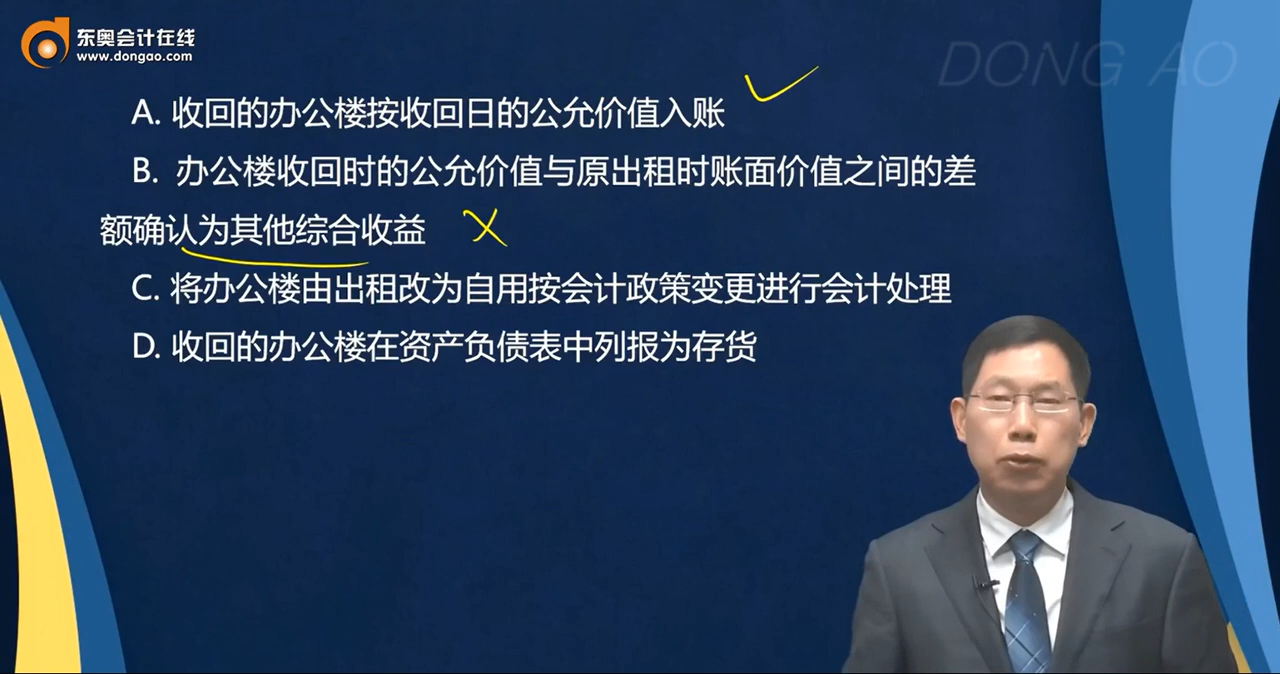 东奥会计在线
www.dongao.com
DONG AO
A. 收回的办公楼按收回日的公允价值入账
B. 办公楼收回时的公允价值与原出租时账面价值之间的差
额确认为其他综合收益
C. 将办公楼由出租改为自用按会计政策变更进行会计处理
D. 收回的办公楼在资产负债表中列报为存货